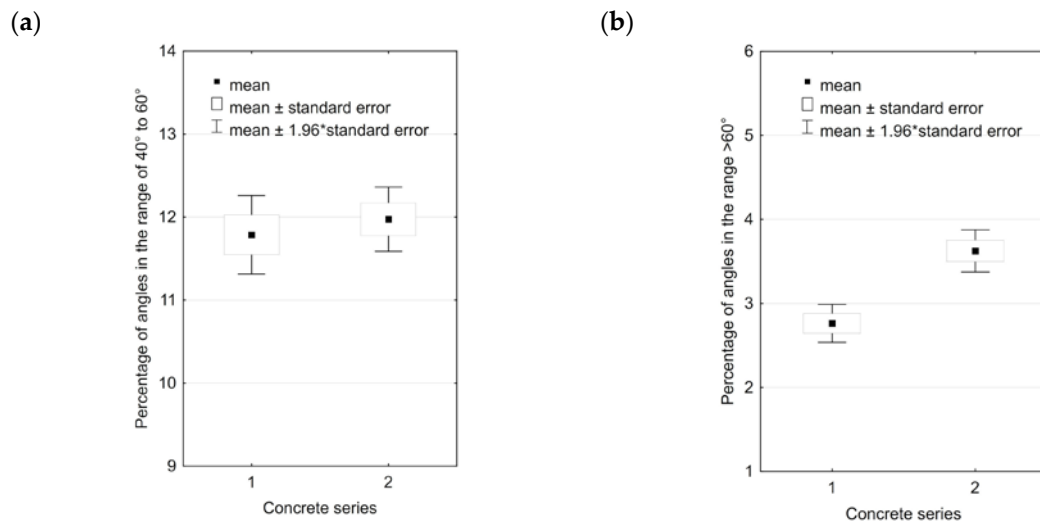 (a)
Percentage of angles in the range of 40° to 60°
14
13
12
11
10
9
mean
mean ± standard error
mean ± 1.96*standard error
1
2
Concrete series
(b)
Percentage of angles in the range >60°
6
5
4
3
2
1
mean
mean ± standard error
mean ± 1.96*standard error
1
2
Concrete series